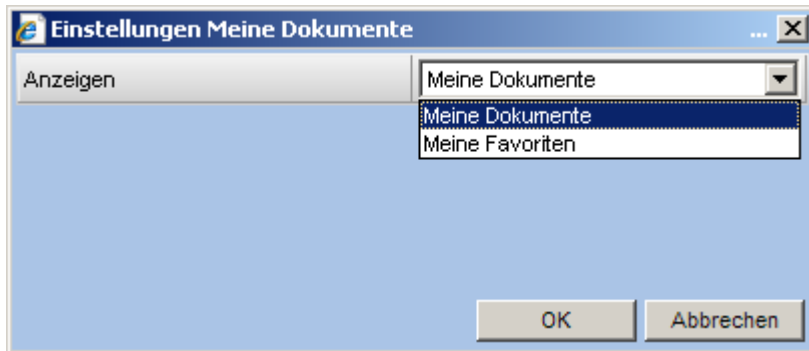 Einstellungen Meine Dokumente ...
Anzeigen Meine Dokumente
Meine Dokumente
Meine Favoriten
OK Abbrechen